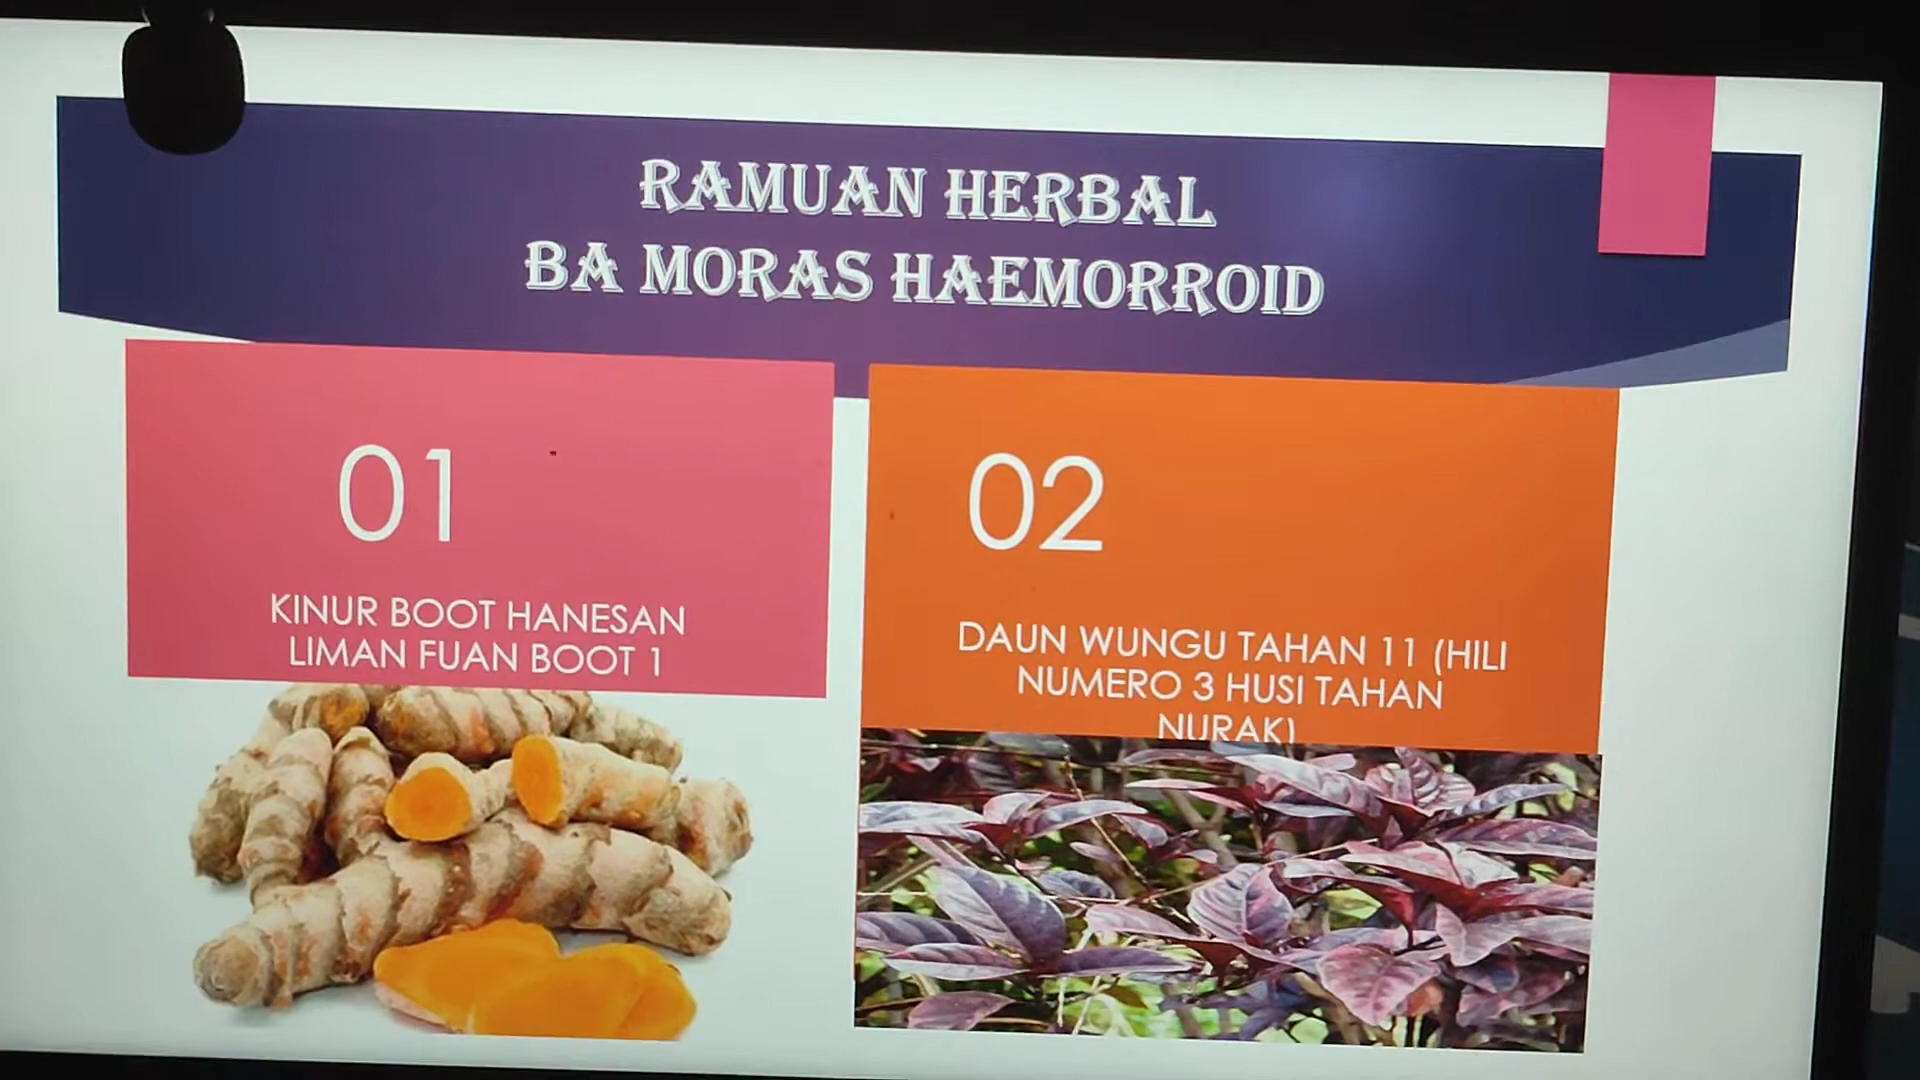 RAMUAN HERBAL
BA MORAS HAEMORROID
01
KINUR BOOT HANESAN
LIMAN FUAN BOOT 1
02
DAUN WUNGU TAHAN 11 (HILI
NUMERO 3 HUSI TAHAN
NURAK)